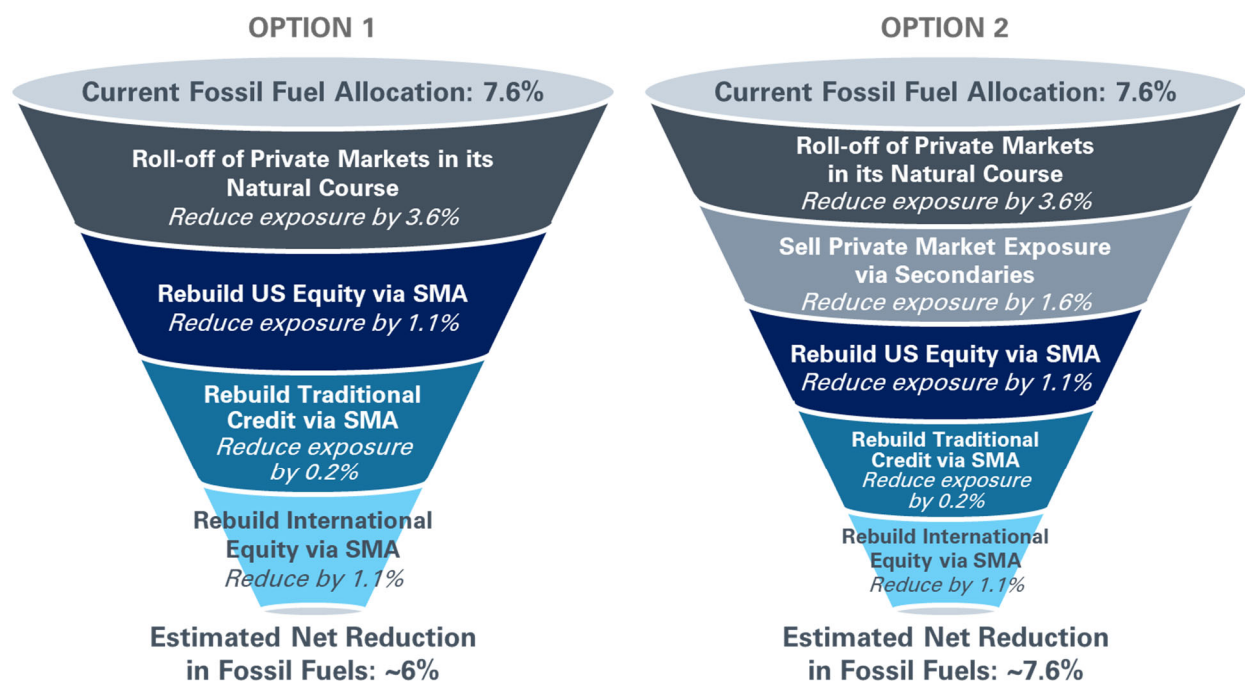 OPTION 1
Current Fossil Fuel Allocation: 7.6%
Roll-off of Private Markets in its
Natural Course
Reduce exposure by 3.6%
Rebuild US Equity via SMA
Reduce exposure by 1.1%
Rebuild Traditional
Credit via SMA
Reduce exposure
by 0.2%
Rebuild International
Equity via SMA
Reduce by 1.1%
Estimated Net Reduction
in Fossil Fuels: ~6%
OPTION 2
Current Fossil Fuel Allocation: 7.6%
Roll-off of Private Markets
in its Natural Course
Reduce exposure by 3.6%
Sell Private Market Exposure
via Secondaries
Reduce exposure by 1.6%
Rebuild US Equity via SMA
Reduce exposure by 1.1%
Rebuild Traditional
Credit via SMA
Reduce exposure
by 0.2%
Rebuild International
Equity via SMA
Reduce by 1.1%
Estimated Net Reduction
in Fossil Fuels: ~7.6%